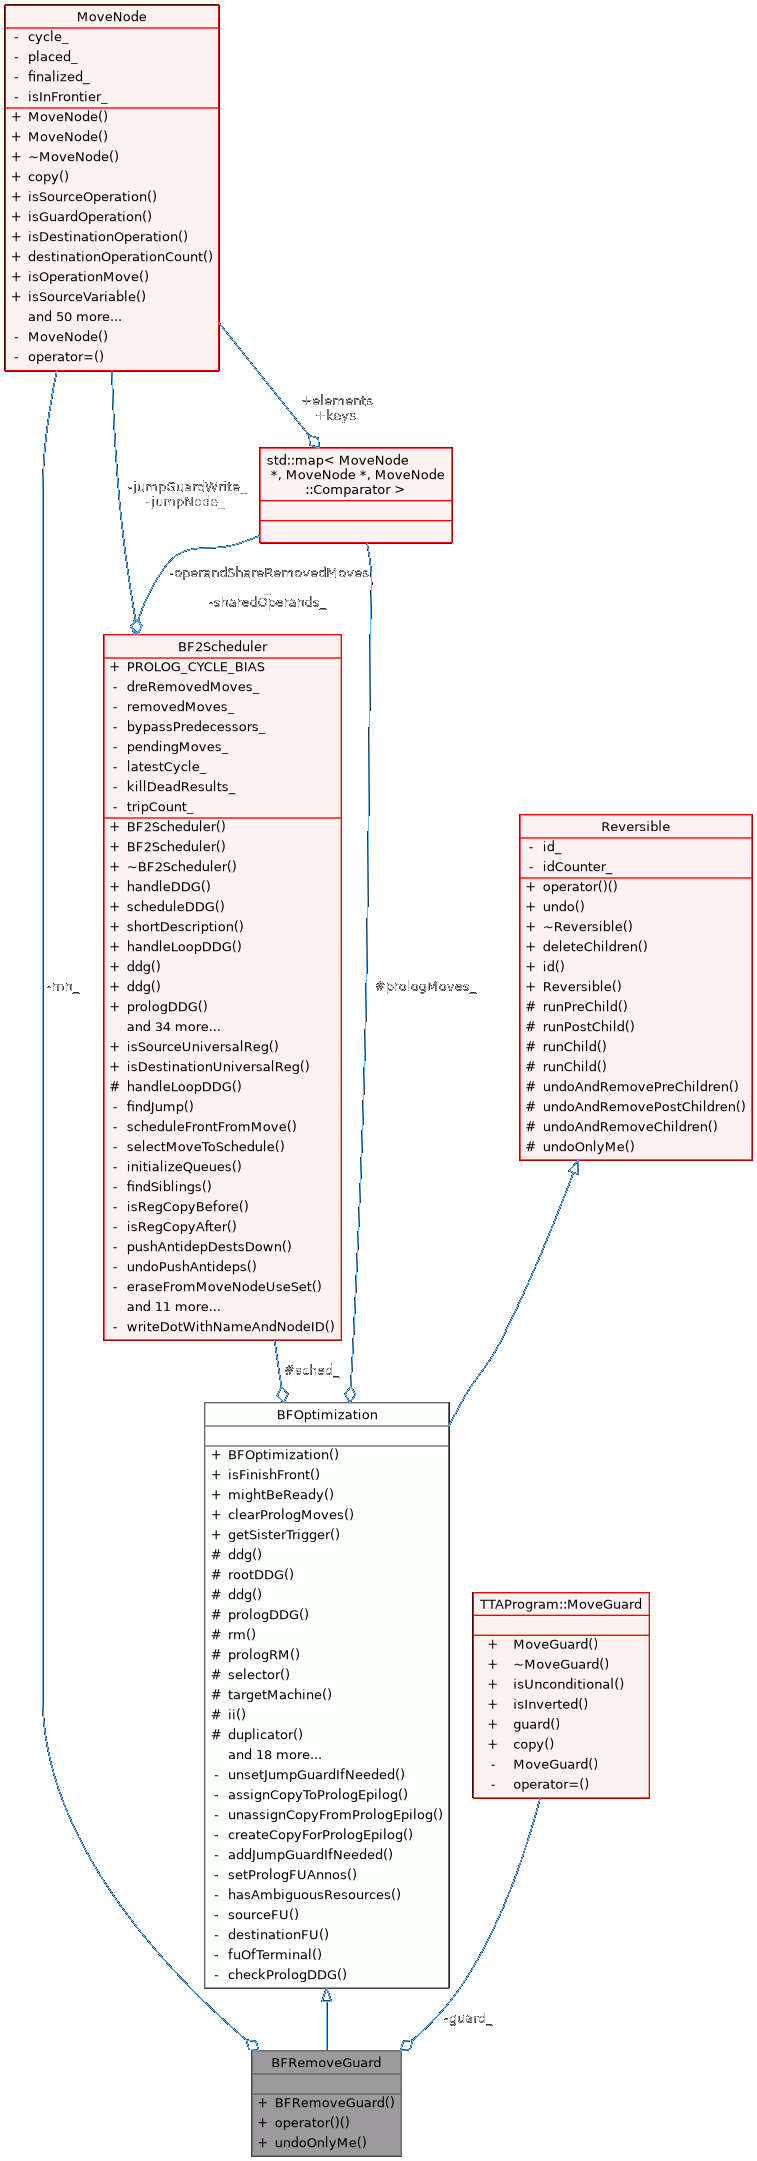 MoveNode
- cycle_
- placed_
- finalized_
- isInFrontier_
+ MoveNode()
+ MoveNode()
+ ~MoveNode()
+ copy()
+ isSourceOperation()
+ isGuardOperation()
+ isDestinationOperation()
+ destinationOperationCount()
+ isOperationMove()
+ isSourceVariable()
and 50 more...
- MoveNode()
- operator=()
+elements
+keys
std::map< MoveNode
*, MoveNode *, MoveNode
::Comparator >
-jumpGuardWrite_
-jumpNode_
-operandShareRemovedMoves
_
-sharedOperands_
BF2Scheduler
+ PROLOG_CYCLE_BIAS
- dreRemovedMoves_
- removedMoves_
- bypassPredecessors_
- pendingMoves_
- latestCycle_
- killDeadResults_
- tripCount_
+ BF2Scheduler()
+ BF2Scheduler()
+ ~BF2Scheduler()
+ handleDDG()
+ scheduleDDG()
+ shortDescription()
+ handleLoopDDG()
+ ddg()
+ ddg()
+ prologDDG()
and 34 more...
+ isSourceUniversalReg()
+ isDestinationUniversalReg()
# handleLoopDDG()
- findJump()
- scheduleFrontFromMove()
- selectMoveToSchedule()
- initializeQueues()
- findSiblings()
- isRegCopyBefore()
- isRegCopyAfter()
- pushAntidepDestsDown()
- undoPushAntideps()
- eraseFromMoveNodeUseSet()
and 11 more...
- writeDotWithNameAndNodeID()
Reversible
- id_
- idCounter_
+ operator()()
+ undo()
+ ~Reversible()
+ deleteChildren()
+ id()
+ Reversible()
# runPreChild()
# runPostChild()
# runChild()
# runChild()
# undoAndRemovePreChildren()
# undoAndRemovePostChildren()
# undoAndRemoveChildren()
# undoOnlyMe()
-mn_
#prologMoves_
#sched_
BFOptimization
+ BFOptimization()
+ isFinishFront()
+ mightBeReady()
+ clearPrologMoves()
+ getSisterTrigger()
# ddg()
# rootDDG()
# ddg()
# prologDDG()
# rm()
# prologRM()
# selector()
# targetMachine()
# ii()
# duplicator()
and 18 more...
- unsetJumpGuardIfNeeded()
- assignCopyToPrologEpilog()
- unassignCopyFromPrologEpilog()
- createCopyForPrologEpilog()
- addJumpGuardIfNeeded()
- setPrologFUAnnos()
- hasAmbiguousResources()
- sourceFU()
- destinationFU()
- fuOfTerminal()
- checkPrologDDG()
TTAProgram::MoveGuard
+ MoveGuard()
+ ~MoveGuard()
+ isUnconditional()
+ isInverted()
+ guard()
+ copy()
- MoveGuard()
- operator=()
-guard_
BFRemoveGuard
+ BFRemoveGuard()
+ operator()()
+ undoOnlyMe()